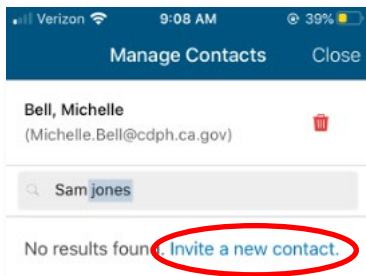 Verizon 9:08 AM 39%
Manage Contacts Close
Bell, Michelle
(Michelle.Bell@cdph.ca.gov)
Sam jones
No results found. Invite a new contact.